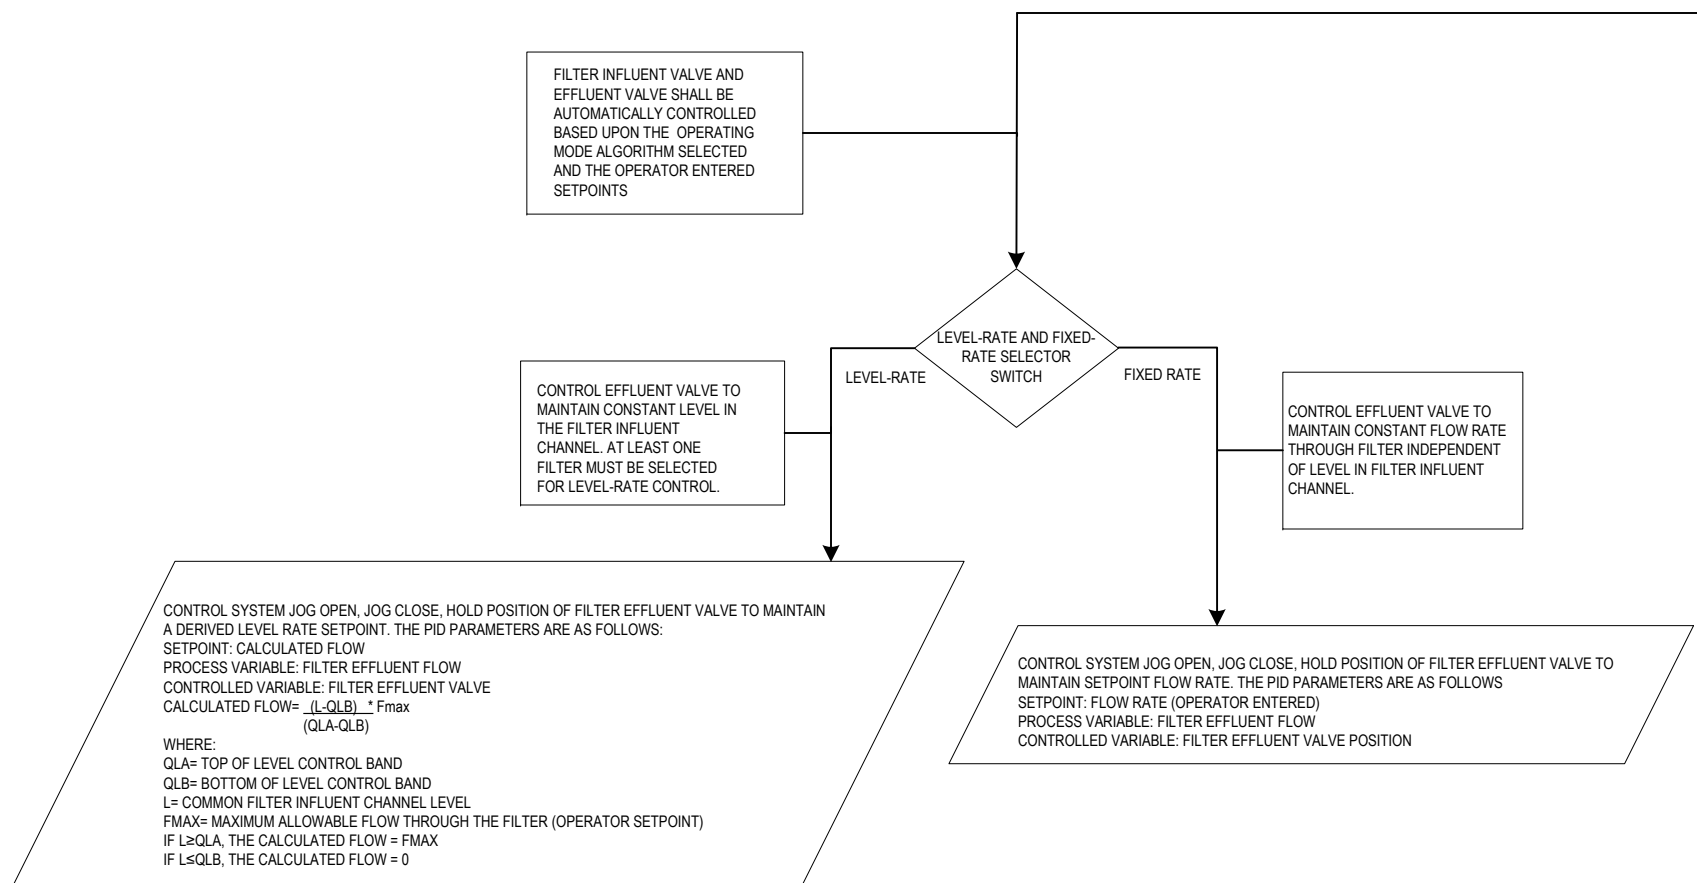 FILTER INFLUENT VALVE AND
EFFLUENT VALVE SHALL BE
AUTOMATICALLY CONTROLLED
BASED UPON THE OPERATING
MODE ALGORITHM SELECTED
AND THE OPERATOR ENTERED
SETPOINTS
LEVEL-RATE AND FIXED-
RATE SELECTOR
SWITCH
LEVEL-RATE
FIXED RATE
CONTROL EFFLUENT VALVE TO
MAINTAIN CONSTANT LEVEL IN
THE FILTER INFLUENT
CHANNEL. AT LEAST ONE
FILTER MUST BE SELECTED
FOR LEVEL-RATE CONTROL.
CONTROL EFFLUENT VALVE TO
MAINTAIN CONSTANT FLOW RATE
THROUGH FILTER INDEPENDENT
OF LEVEL IN FILTER INFLUENT
CHANNEL.
CONTROL SYSTEM JOG OPEN, JOG CLOSE, HOLD POSITION OF FILTER EFFLUENT VALVE TO MAINTAIN
A DERIVED LEVEL RATE SETPOINT. THE PID PARAMETERS ARE AS FOLLOWS:
SETPOINT: CALCULATED FLOW
PROCESS VARIABLE: FILTER EFFLUENT FLOW
CONTROLLED VARIABLE: FILTER EFFLUENT VALVE
CALCULATED FLOW= (L-QLB) * Fmax
(QLA-QLB)
WHERE:
QLA= TOP OF LEVEL CONTROL BAND
QLB= BOTTOM OF LEVEL CONTROL BAND
L= COMMON FILTER INFLUENT CHANNEL LEVEL
FMAX= MAXIMUM ALLOWABLE FLOW THROUGH THE FILTER (OPERATOR SETPOINT)
IF L≥QLA, THE CALCULATED FLOW = FMAX
IF L≤QLB, THE CALCULATED FLOW = 0
CONTROL SYSTEM JOG OPEN, JOG CLOSE, HOLD POSITION OF FILTER EFFLUENT VALVE TO
MAINTAIN SETPOINT FLOW RATE. THE PID PARAMETERS ARE AS FOLLOWS
SETPOINT: FLOW RATE (OPERATOR ENTERED)
PROCESS VARIABLE: FILTER EFFLUENT FLOW
CONTROLLED VARIABLE: FILTER EFFLUENT VALVE POSITION